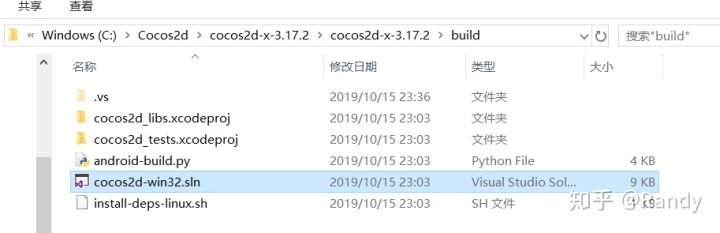 共享 查看
Windows (C:) › Cocos2d › cocos2d-x-3.17.2 › cocos2d-x-3.17.2 › build 搜索"build"
名称 修改日期 类型 大小
.vs 2019/10/15 23:36 文件夹
cocos2d_libs.xcodeproj 2019/10/15 23:03 文件夹
cocos2d_tests.xcodeproj 2019/10/15 23:03 文件夹
android-build.py 2019/10/15 23:03 Python File 4 KB
cocos2d-win32.sln 2019/10/15 23:03 Visual Studio Sol... 9 KB
install-deps-linux.sh 2019/10/15 23:03 SH 文件 KB
知乎 @Randy